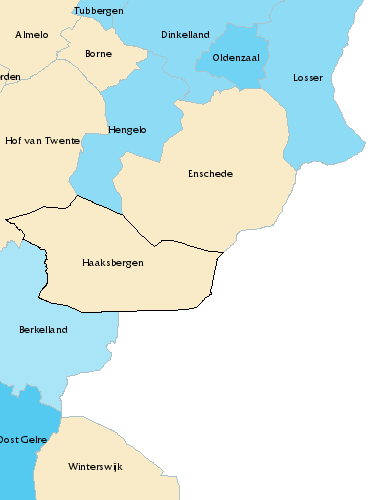 Tubbergen
Almelo
Dinkelland
Borne
Oldenzaal
rden
Losser
Hengelo
Hof van Twente
Enschede
Haaksbergen
Berkelland
Oost Gelre
Winterswijk